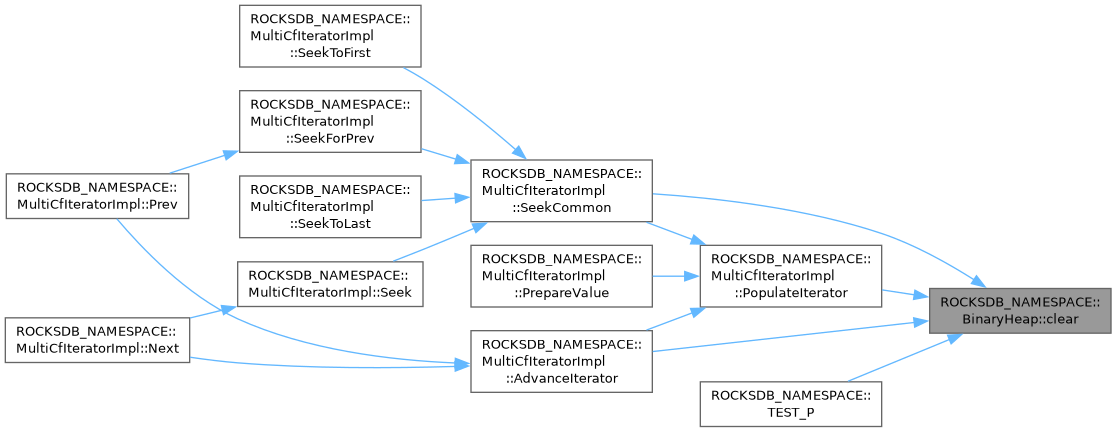 ROCKSDB_NAMESPACE::
MultiCfIteratorImpl
::SeekToFirst
ROCKSDB_NAMESPACE::
MultiCfIteratorImpl
::SeekForPrev
ROCKSDB_NAMESPACE::
MultiCfIteratorImpl::Prev
ROCKSDB_NAMESPACE::
MultiCfIteratorImpl
::SeekCommon
ROCKSDB_NAMESPACE::
MultiCfIteratorImpl
::SeekToLast
ROCKSDB_NAMESPACE::
MultiCfIteratorImpl::Seek
ROCKSDB_NAMESPACE::
MultiCfIteratorImpl
::PrepareValue
ROCKSDB_NAMESPACE::
MultiCfIteratorImpl
::PopulateIterator
ROCKSDB_NAMESPACE::
BinaryHeap::clear
ROCKSDB_NAMESPACE::
MultiCfIteratorImpl::Next
ROCKSDB_NAMESPACE::
MultiCfIteratorImpl
::AdvanceIterator
ROCKSDB_NAMESPACE::
TEST_P